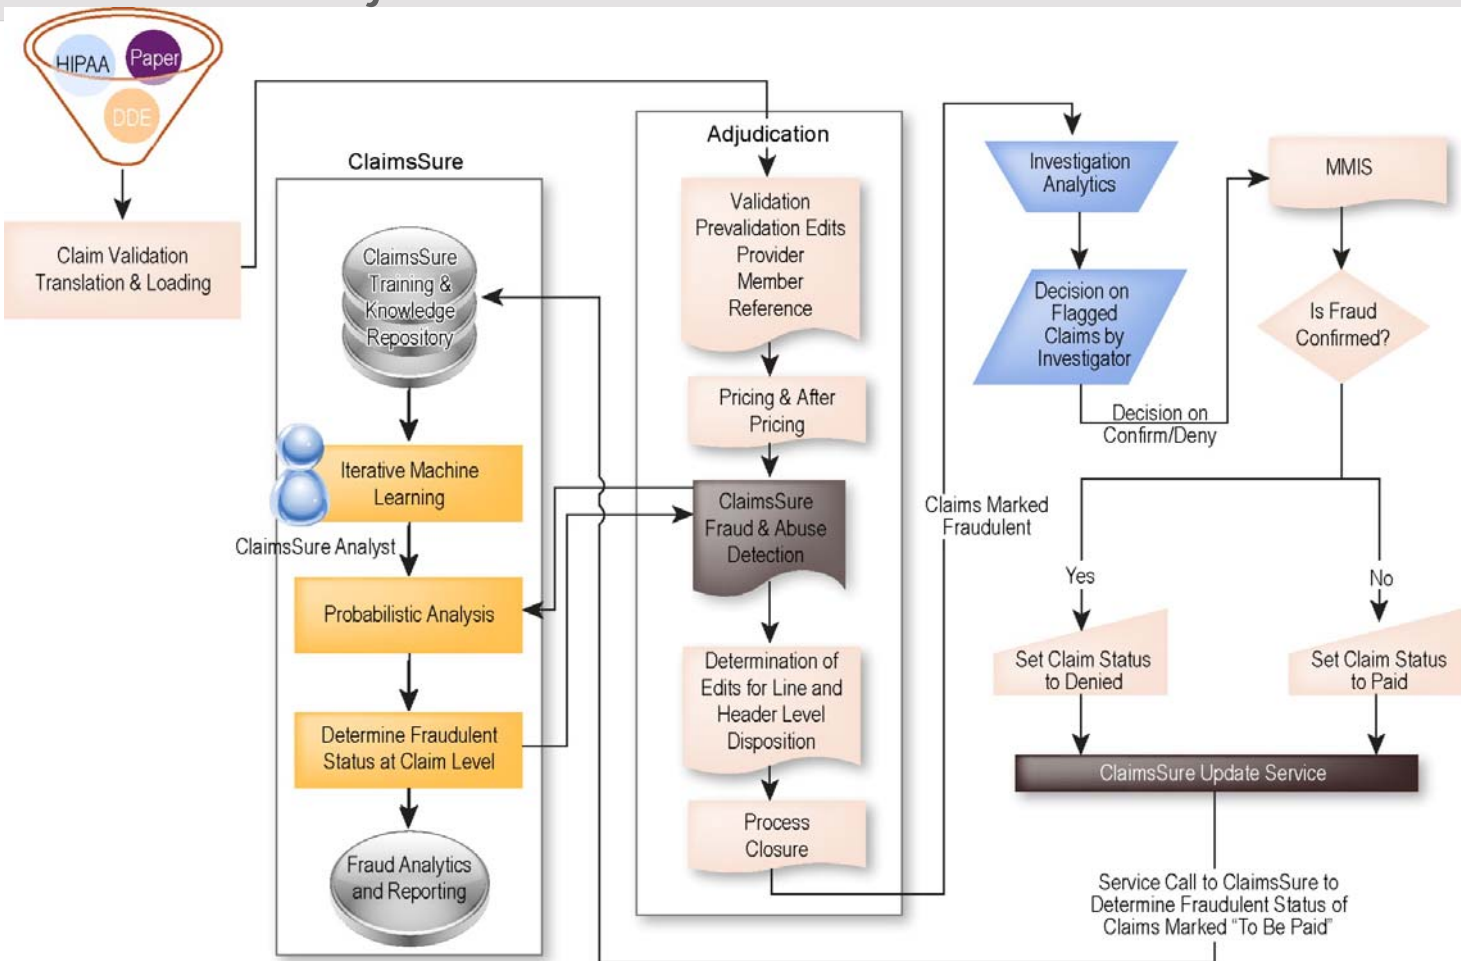 HIPAA
Paper
DDE
Claim Validation
Translation & Loading
ClaimsSure
ClaimsSure
Training &
Knowledge
Repository
Iterative Machine
Learning
ClaimsSure Analyst
Probabilistic Analysis
Determine Fraudulent
Status at Claim Level
Fraud Analytics
and Reporting
Adjudication
Validation
Prevalidation Edits
Provider
Member
Reference
Pricing & After
Pricing
ClaimsSure
Fraud & Abuse
Detection
Determination of
Edits for Line and
Header Level
Disposition
Process
Closure
Claims Marked
Fraudulent
Investigation
Analytics
Decision on
Flagged
Claims by
Investigator
Decision on
Confirm/Deny
MMIS
Is Fraud
Confirmed?
Yes
No
Set Claim Status
to Denied
Set Claim Status
to Paid
ClaimsSure Update Service
Service Call to ClaimsSure to
Determine Fraudulent Status of
Claims Marked “To Be Paid”